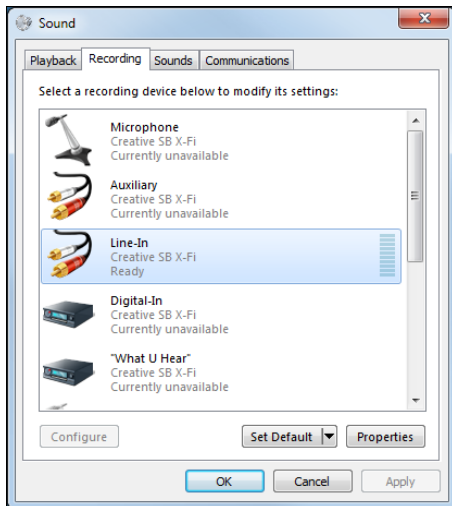 Sound
Playback Recording Sounds Communications
Select a recording device below to modify its settings:
Microphone
Creative SB X-Fi
Currently unavailable
Auxiliary
Creative SB X-Fi
Currently unavailable
Line-In
Creative SB X-Fi
Ready
Digital-In
Creative SB X-Fi
Currently unavailable
"What U Hear"
Creative SB X-Fi
Currently unavailable
Configure Set Default Properties
OK Cancel Apply